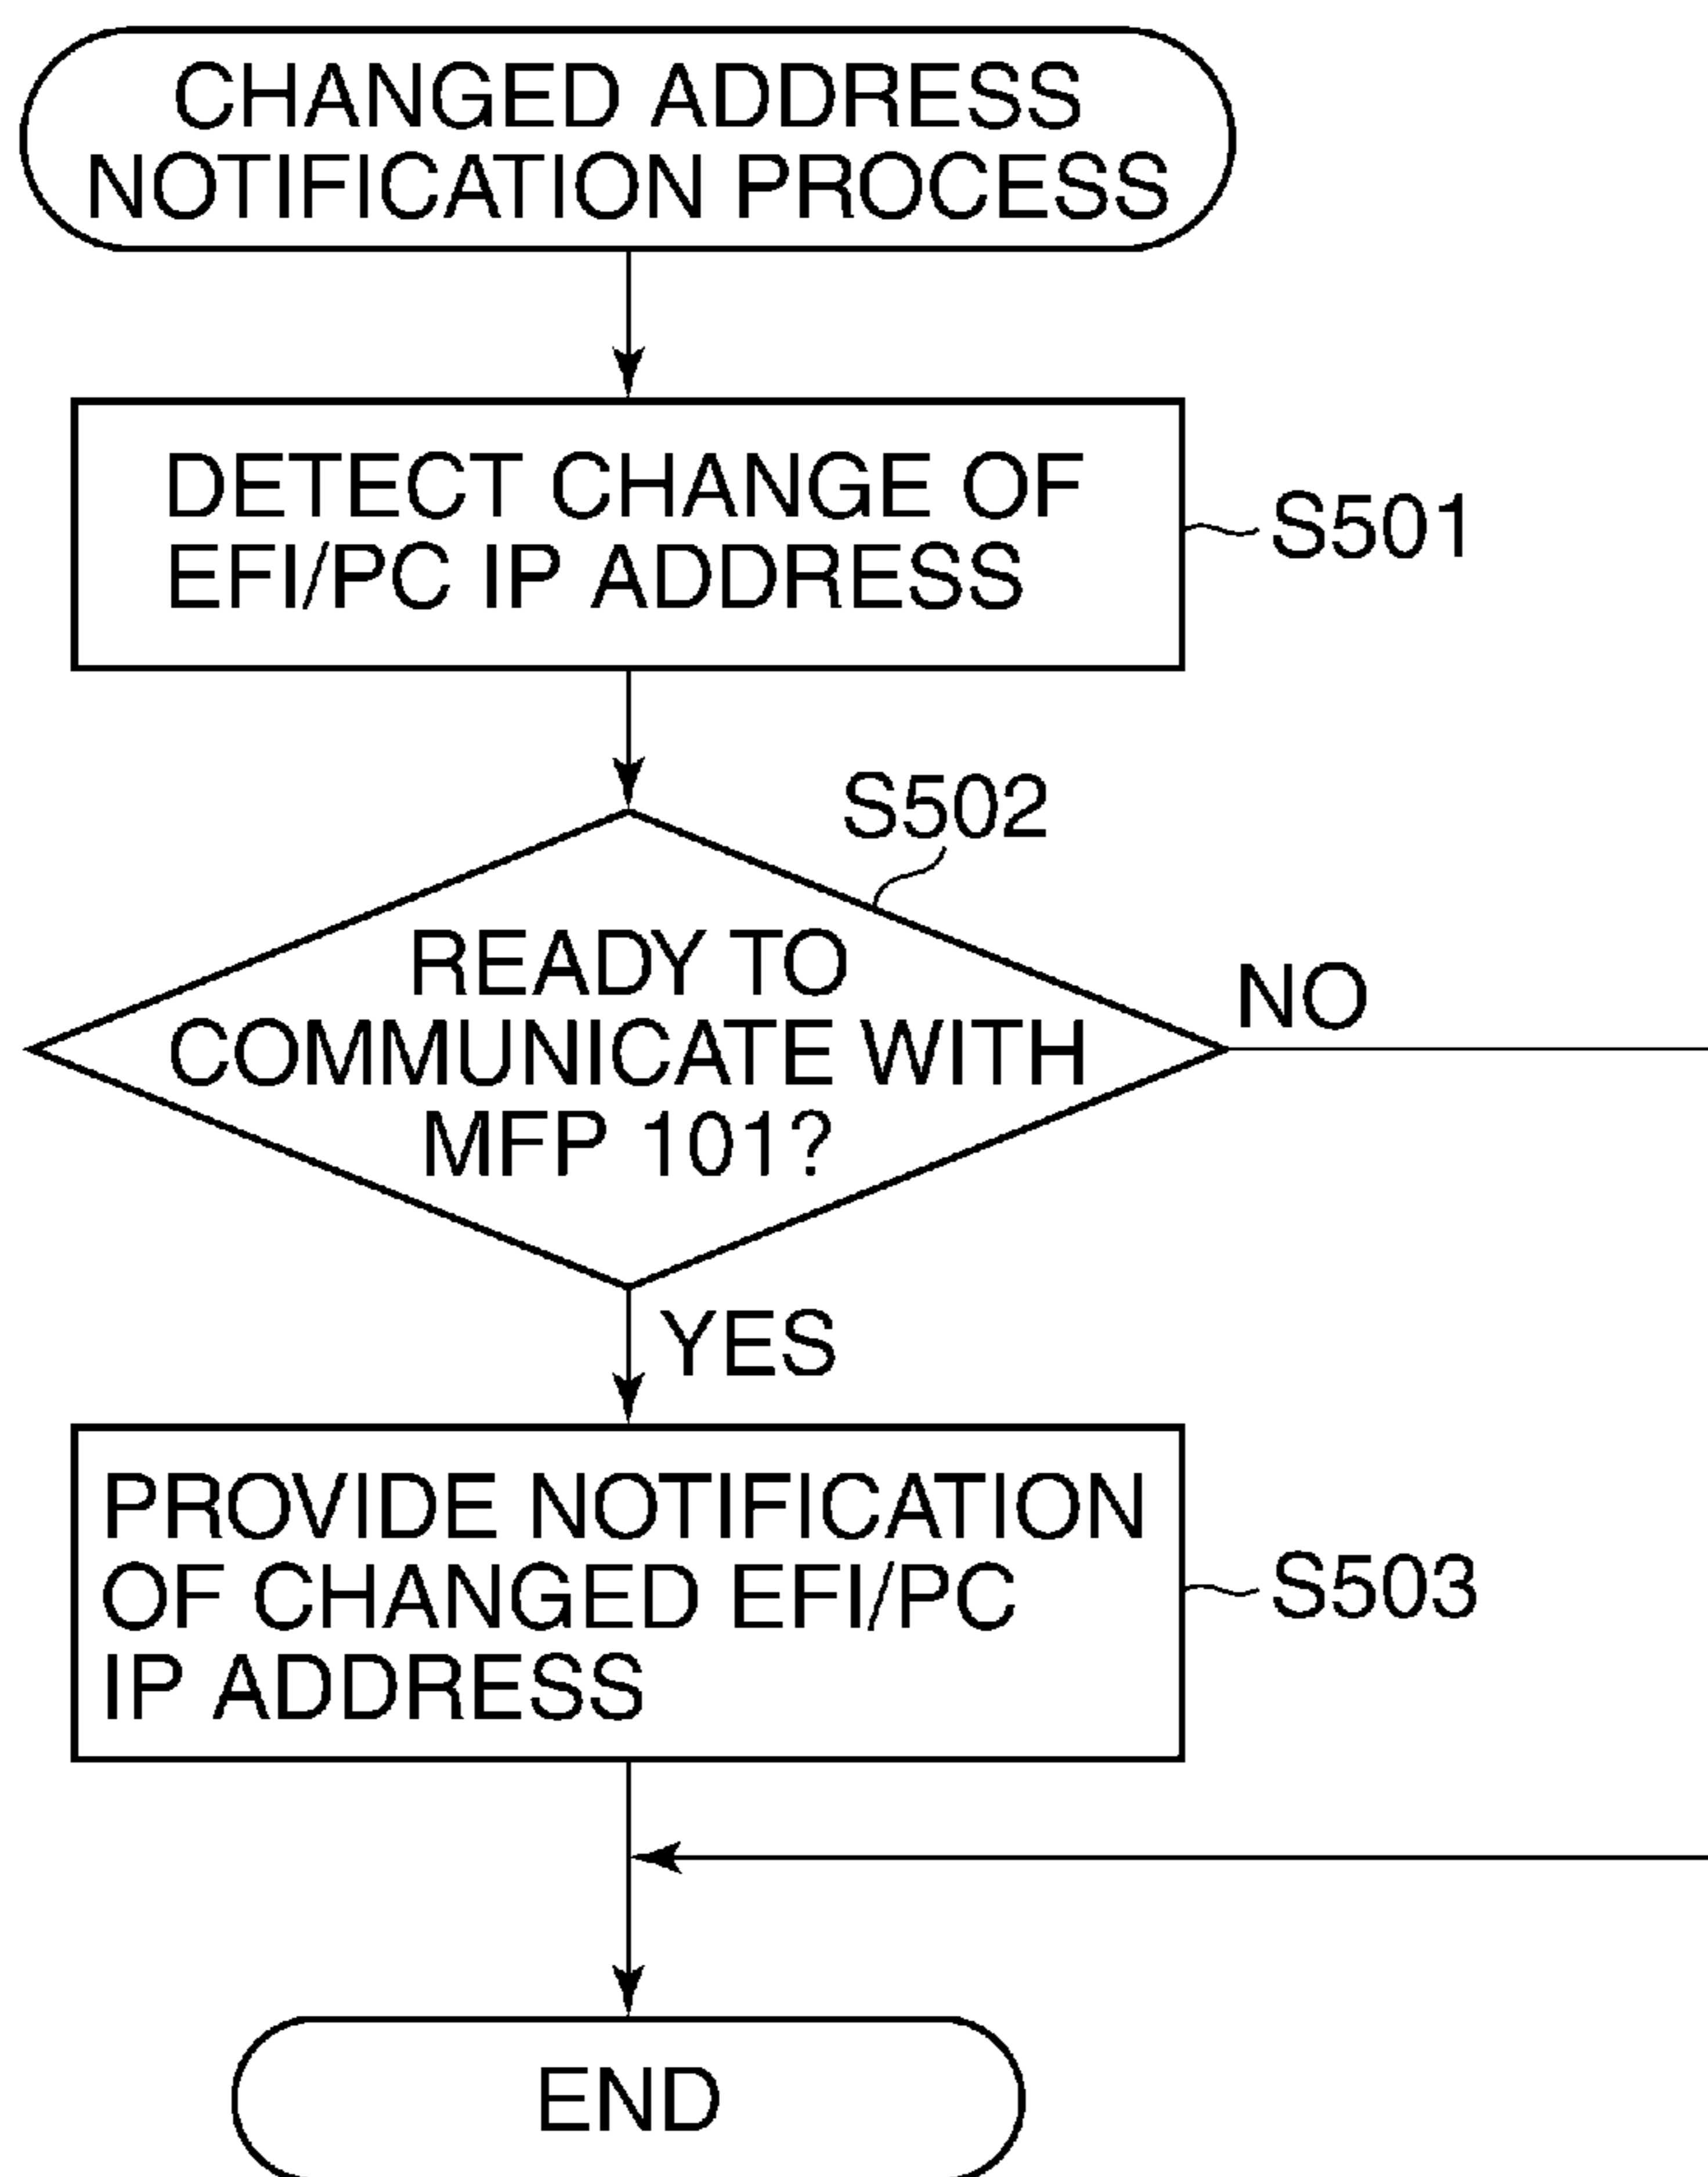 CHANGED ADDRESS
NOTIFICATION PROCESS
DETECT CHANGE OF
EFI/PC IP ADDRESS
S501
S502
READY TO
COMMUNICATE WITH
MFP 101?
NO
YES
PROVIDE NOTIFICATION
OF CHANGED EFI/PC
IP ADDRESS
S503
END